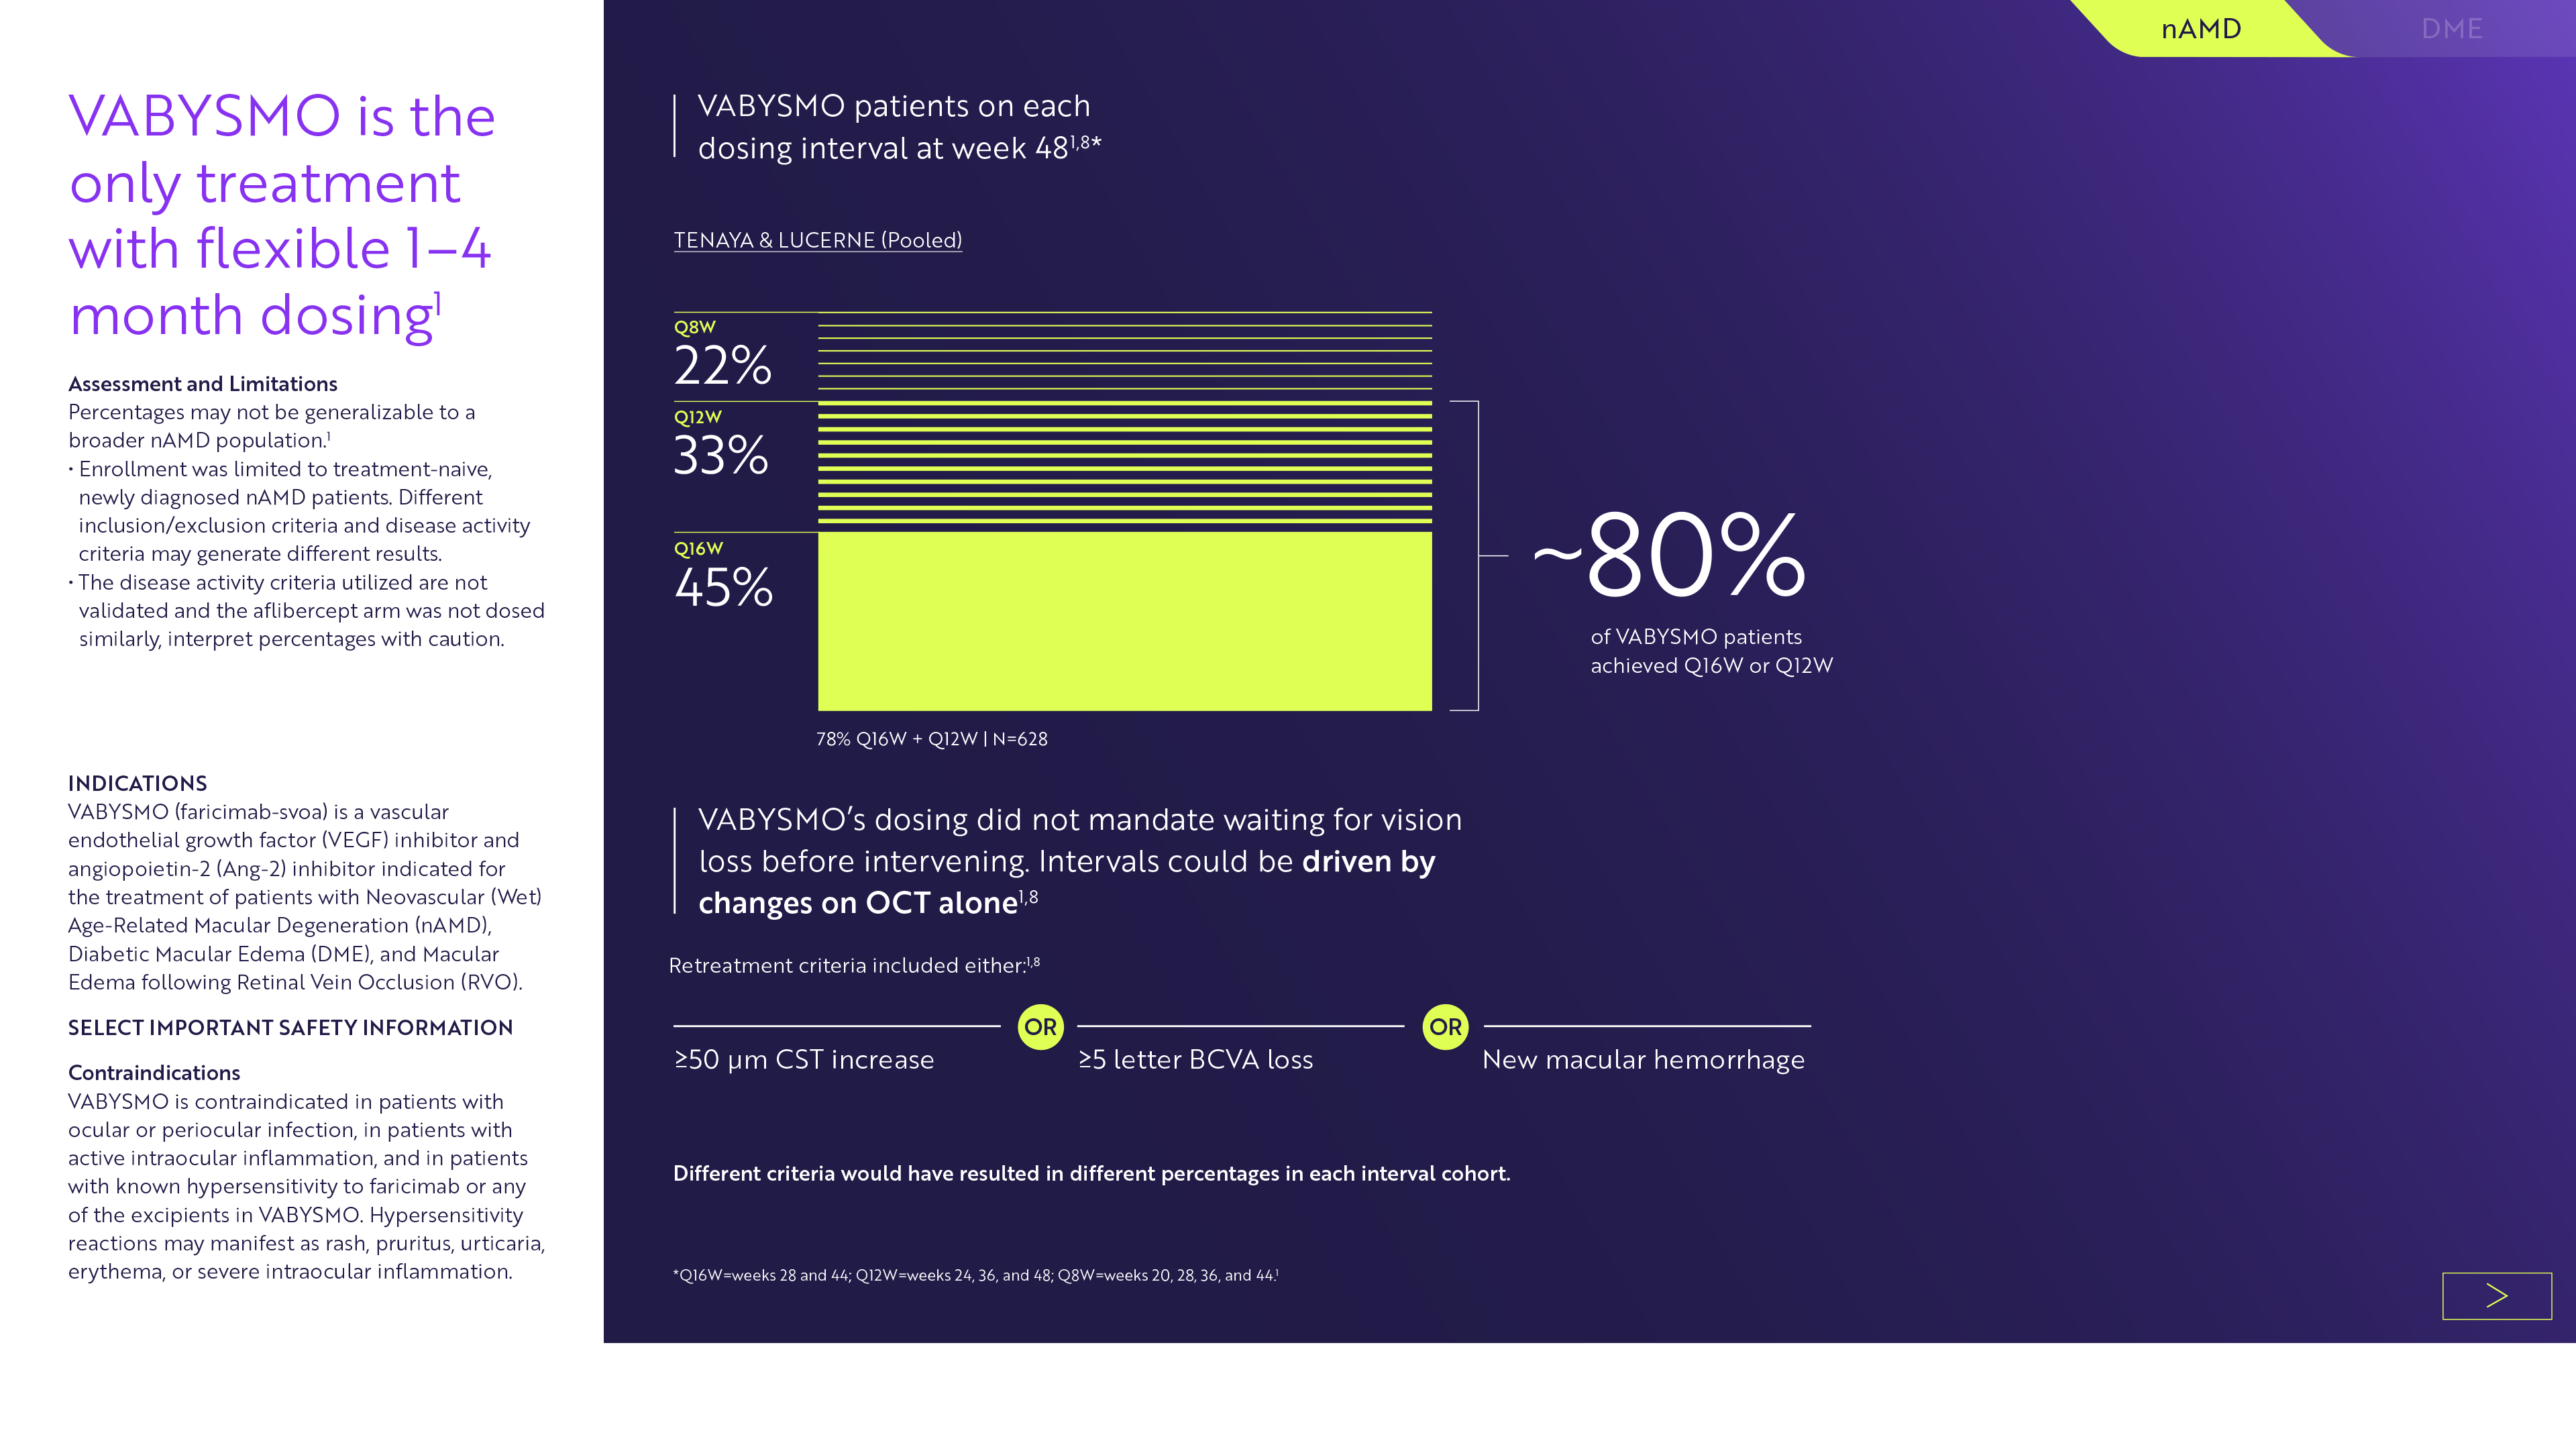 VABYSMO is the
only treatment
with flexible 1–4
month dosing¹
Assessment and Limitations
Percentages may not be generalizable to a
broader nAMD population.¹
• Enrollment was limited to treatment-naive,
newly diagnosed nAMD patients. Different
inclusion/exclusion criteria and disease activity
criteria may generate different results.
• The disease activity criteria utilized are not
validated and the aflibercept arm was not dosed
similarly, interpret percentages with caution.
INDICATIONS
VABYSMO (faricimab-svoa) is a vascular
endothelial growth factor (VEGF) inhibitor and
angiopoietin-2 (Ang-2) inhibitor indicated for
the treatment of patients with Neovascular (Wet)
Age-Related Macular Degeneration (nAMD),
Diabetic Macular Edema (DME), and Macular
Edema following Retinal Vein Occlusion (RVO).
SELECT IMPORTANT SAFETY INFORMATION
Contraindications
VABYSMO is contraindicated in patients with
ocular or periocular infection, in patients with
active intraocular inflammation, and in patients
with known hypersensitivity to faricimab or any
of the excipients in VABYSMO. Hypersensitivity
reactions may manifest as rash, pruritus, urticaria,
erythema, or severe intraocular inflammation.
nAMD
DME
VABYSMO patients on each
dosing interval at week 48¹,⁸*
TENAYA & LUCERNE (Pooled)
Q8W
22%
Q12W
33%
Q16W
45%
~80%
of VABYSMO patients
achieved Q16W or Q12W
78% Q16W + Q12W | N=628
VABYSMO’s dosing did not mandate waiting for vision
loss before intervening. Intervals could be driven by
changes on OCT alone¹,⁸
Retreatment criteria included either:¹,⁸
OR
OR
≥50 µm CST increase
≥5 letter BCVA loss
New macular hemorrhage
Different criteria would have resulted in different percentages in each interval cohort.
*Q16W=weeks 28 and 44; Q12W=weeks 24, 36, and 48; Q8W=weeks 20, 28, 36, and 44.¹
>